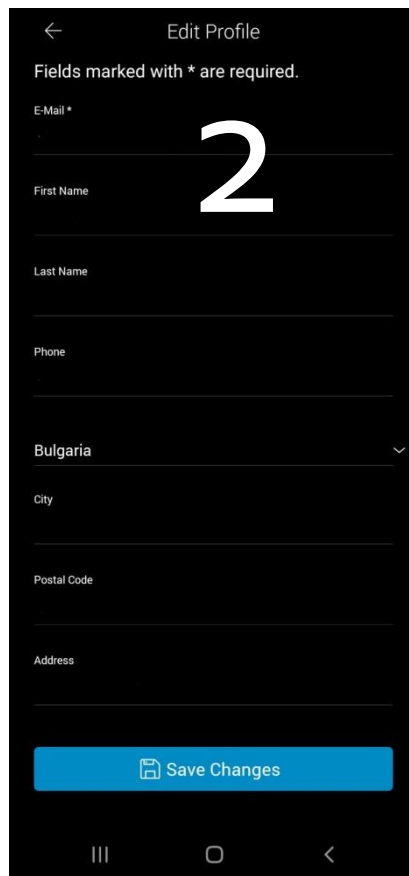 Edit Profile
Fields marked with * are required.
E-Mail *
2
First Name
Last Name
Phone
Bulgaria
City
Postal Code
Address
Save Changes